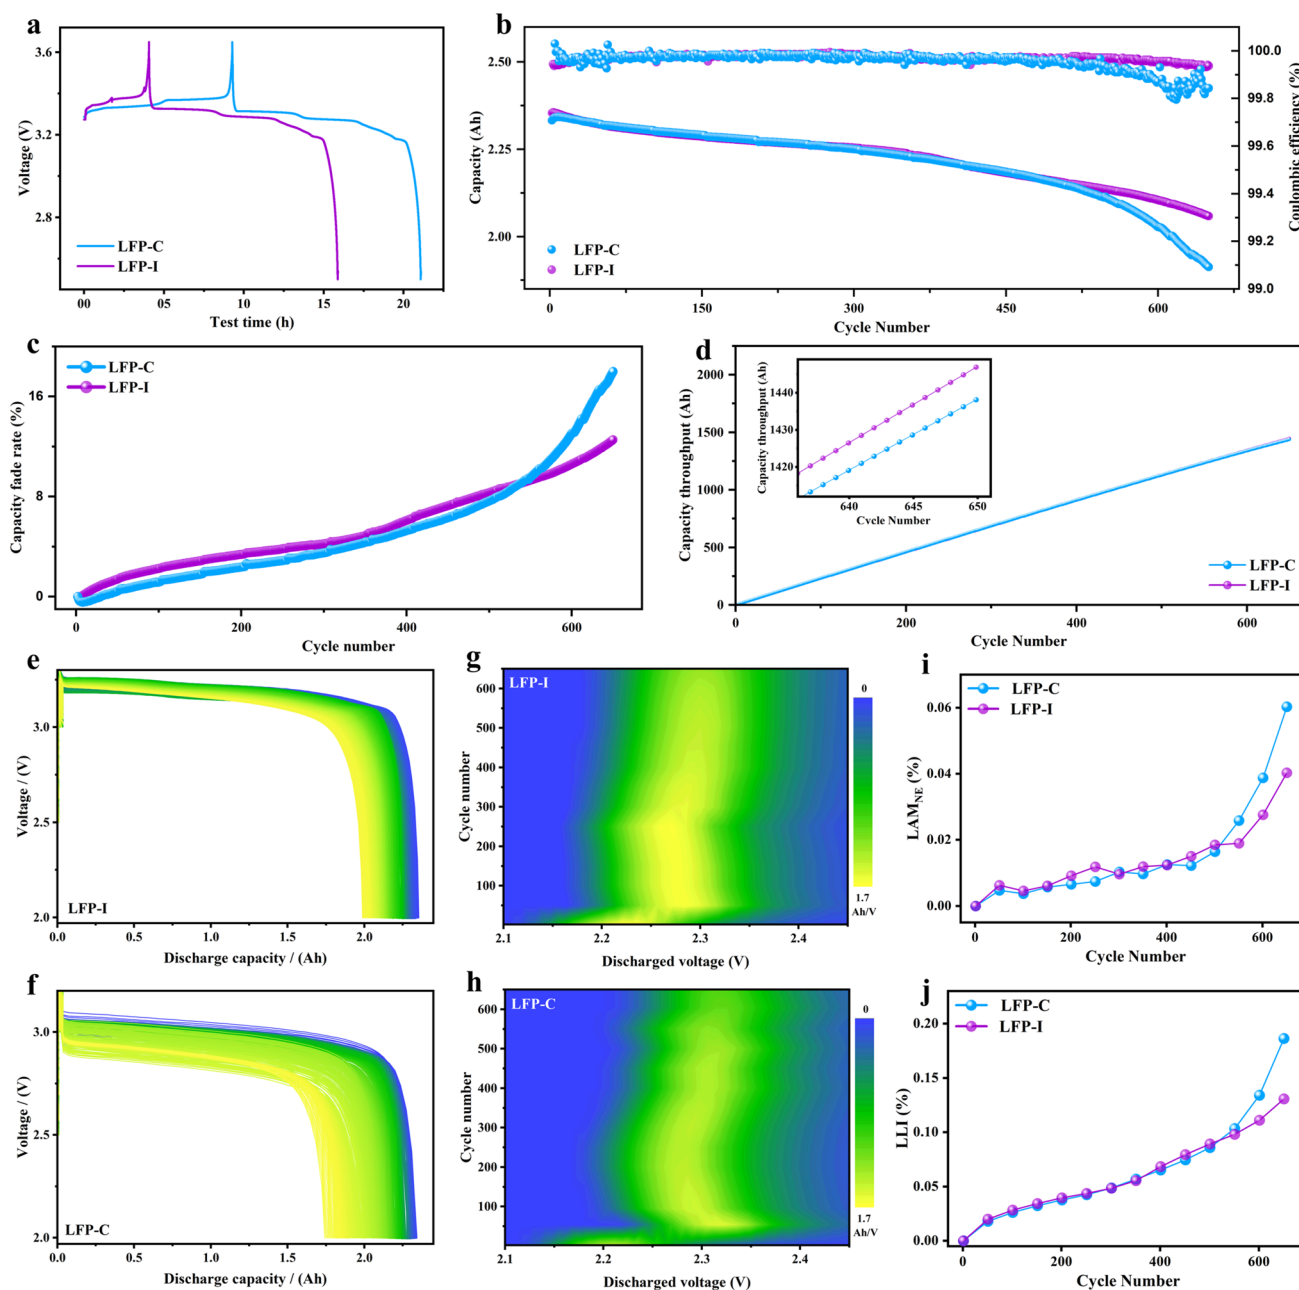 a
3.6
3.2
2.8
Voltage (V)
LFP-C
LFP-I
00
05
10
15
20
Test time (h)
b
2.50
2.25
2.00
Capacity (Ah)
100.0
99.8
99.6
99.4
99.2
99.0
Coulombic efficiency (%)
LFP-C
LFP-I
0
150
300
450
600
Cycle Number
c
LFP-C
LFP-I
16
8
0
Capacity fade rate (%)
0
200
400
600
Cycle number
d
2000
1500
1000
500
0
Capacity throughput (Ah)
1440
1430
1420
Capacity throughput (Ah)
640
645
650
Cycle Number
LFP-C
LFP-I
0
200
400
600
Cycle Number
e
3.0
2.5
2.0
Voltage / (V)
LFP-I
0.0
0.5
1.0
1.5
2.0
Discharge capacity / (Ah)
g
LFP-I
600
500
400
300
200
100
Cycle number
0
1.7
Ah/V
2.1
2.2
2.3
2.4
Discharged voltage (V)
i
LFP-C
LFP-I
0.06
0.04
0.02
0.00
LAM<sub>NE</sub> (%)
0
200
400
600
Cycle Number
f
3.0
2.5
2.0
Voltage / (V)
LFP-C
0.0
0.5
1.0
1.5
2.0
Discharge capacity / (Ah)
h
LFP-C
600
500
400
300
200
100
Cycle number
0
1.7
Ah/V
2.1
2.2
2.3
2.4
Discharged voltage (V)
j
LFP-C
LFP-I
0.20
0.15
0.10
0.05
0.00
LLI (%)
0
200
400
600
Cycle Number